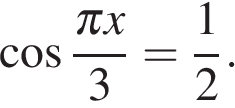 cos πx/3 = 1/2.